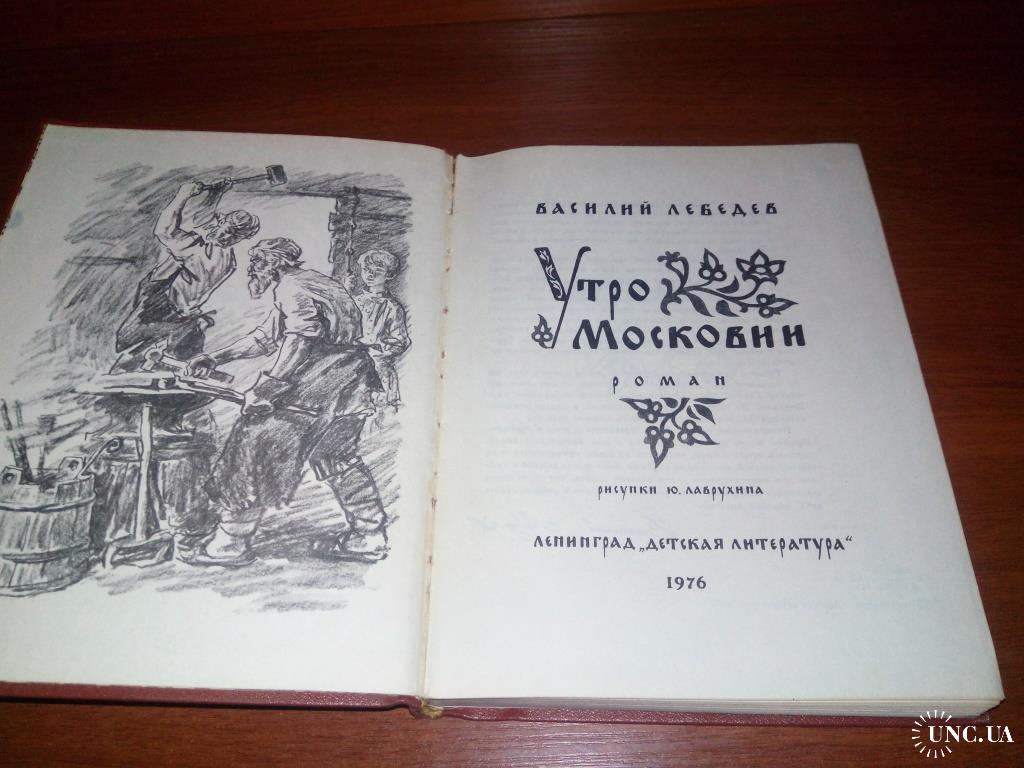 ВАСИЛИЙ ЛЕБЕДЕВ
УТРО
МОСКОВИИ
РОМАН
РИСУНКИ Ю. ЛАВРУХИНА
ЛЕНИНГРАД „ДЕТСКАЯ ЛИТЕРАТУРА“
1976
UNC.UA